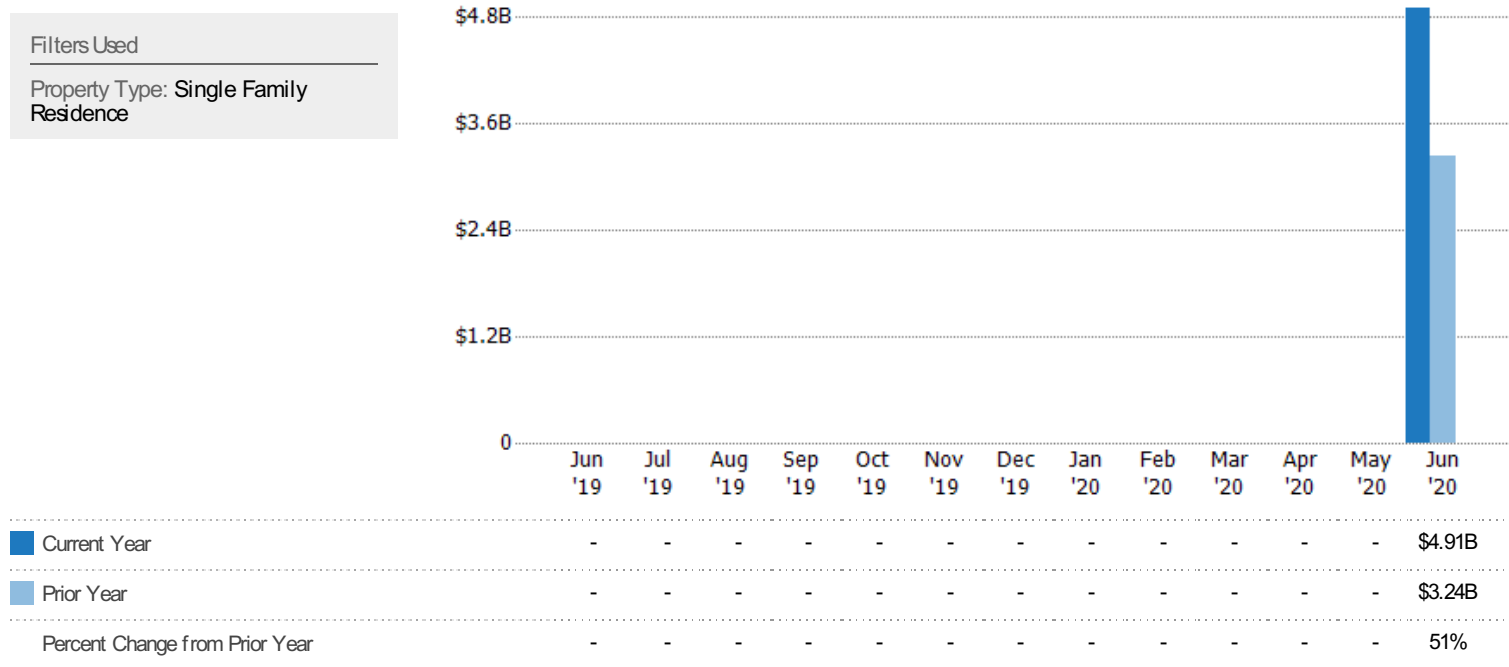 Filters Used
Property Type: Single Family
Residence
$4.8B
$3.6B
$2.4B
$1.2B
0
Jun Jul Aug Sep Oct Nov Dec Jan Feb Mar Apr May Jun
'19 '19 '19 '19 '19 '19 '19 '20 '20 '20 '20 '20 '20
Current Year - - - - - - - - - - - - $4.91B
Prior Year - - - - - - - - - - - - $3.24B
Percent Change from Prior Year - - - - - - - - - - - - 51%